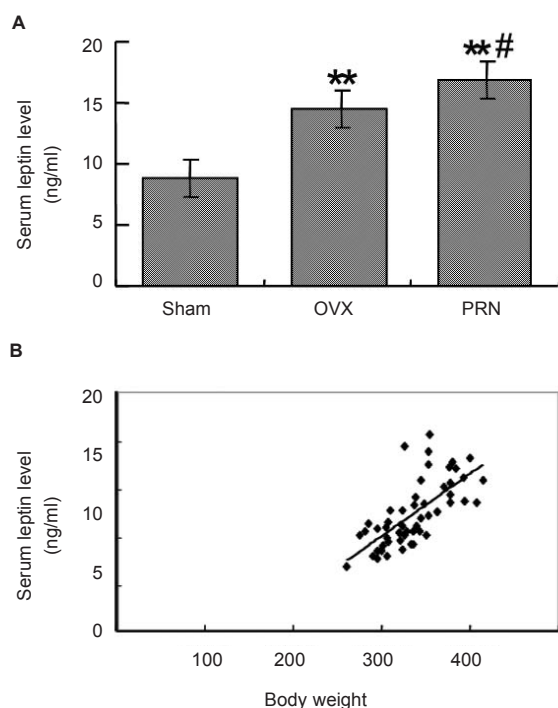 A
20
15
10
5
0
Serum leptin level
(ng/ml)
**
**#
Sham OVX PRN
B
20
15
10
5
0
Serum leptin level
(ng/ml)
100 200 300 400
Body weight